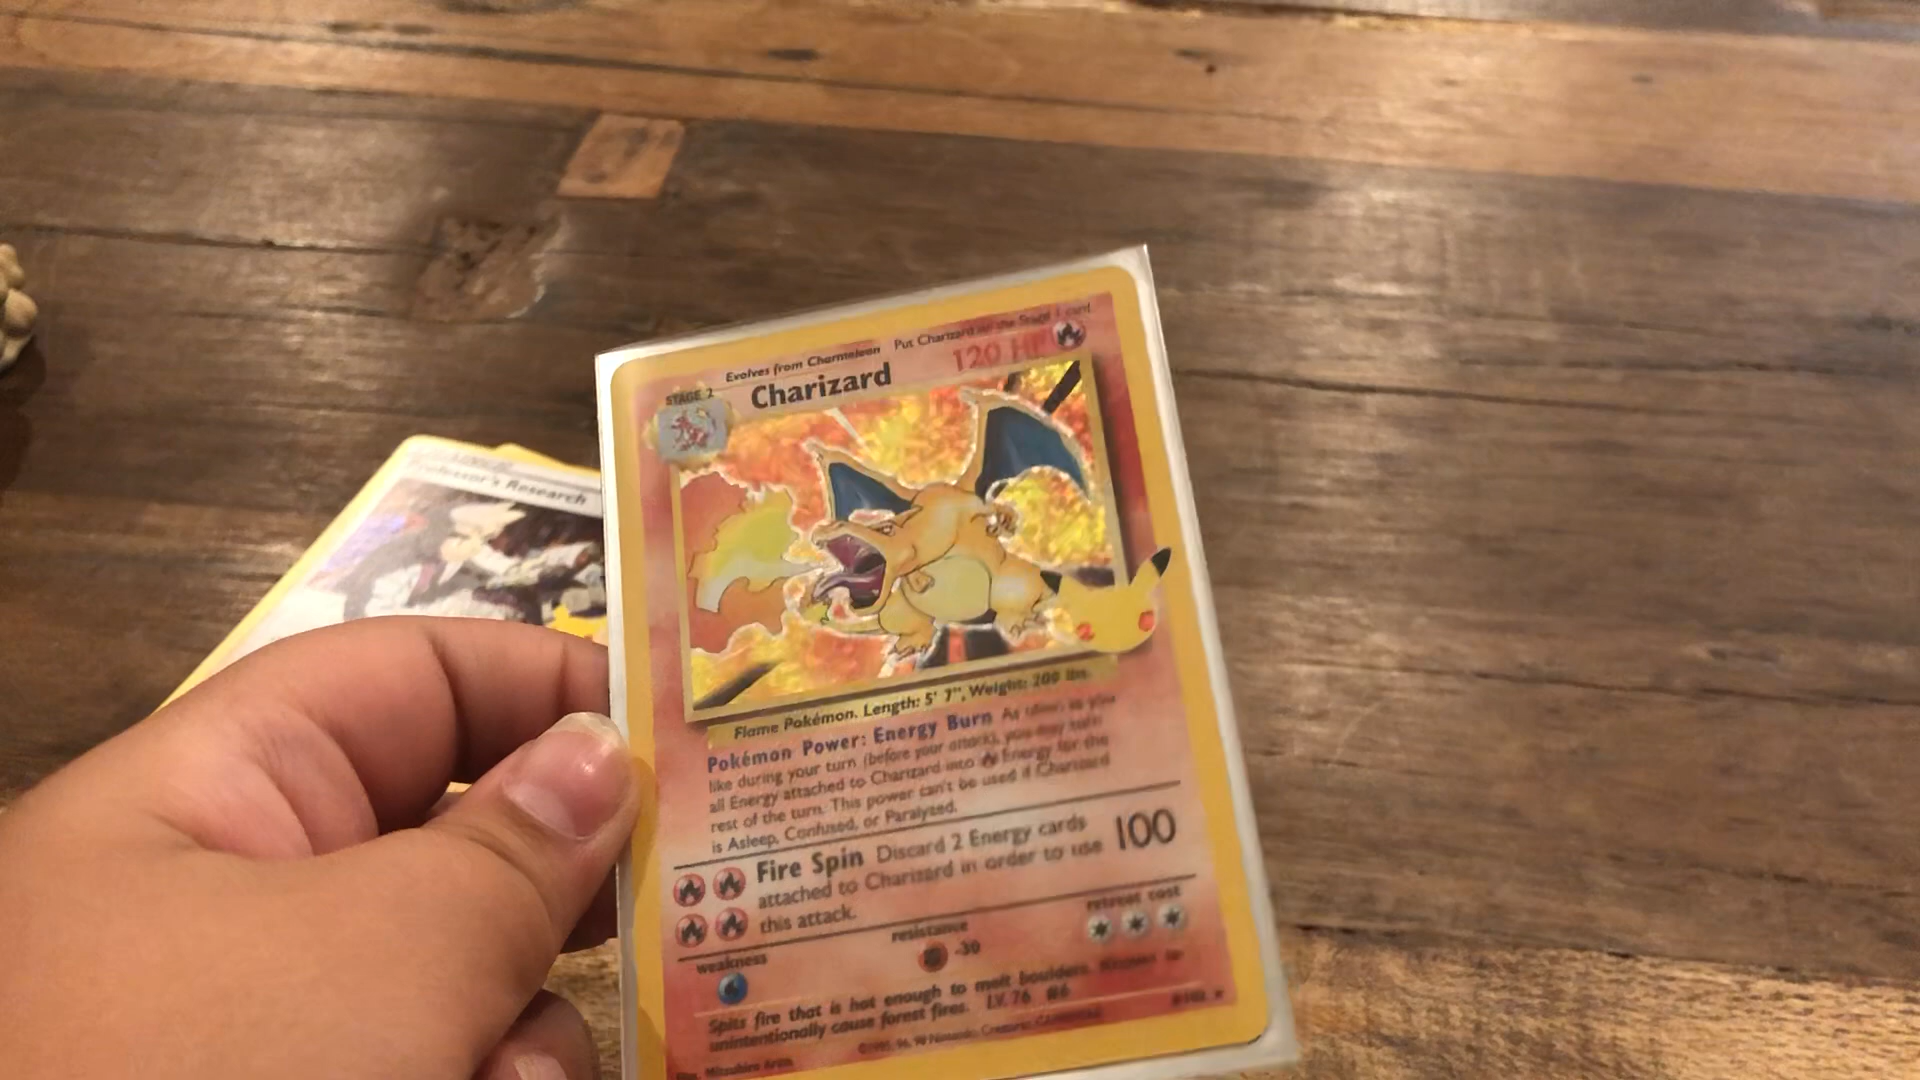 Evolves from Charmeleon Put Charizard on the Stage 1 card
STAGE 2
Charizard
120 HP
Professor's Research
Flame Pokémon. Length: 5' 7", Weight: 200 lbs.
Pokémon Power: Energy Burn As often as you
like during your turn (before your attack), you may turn
all Energy attached to Charizard into Energy for the
rest of the turn. This power can't be used if Charizard
is Asleep, Confused, or Paralyzed.
Fire Spin Discard 2 Energy cards
attached to Charizard in order to use
this attack.
100
weakness
resistance
-30
retreat cost
Spits fire that is hot enough to melt boulders. Known to
unintentionally cause forest fires. LV. 76 #6
Illus. Mitsuhiro Arita
©1995, 96, 98 Nintendo, Creatures, GAMEFREAK
4/102